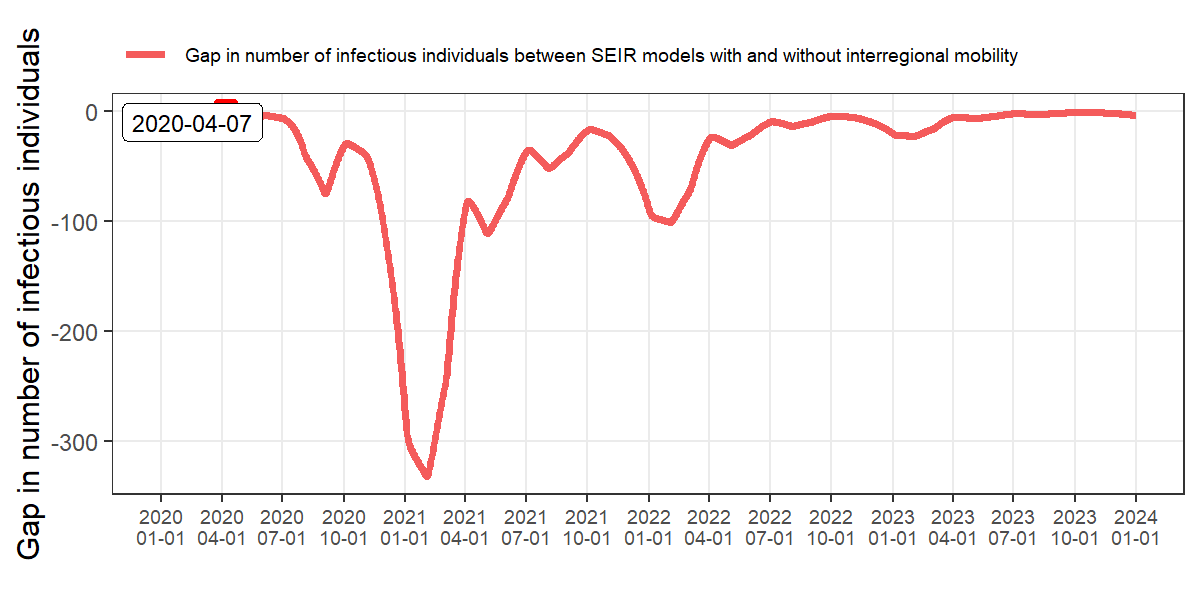 Gap in number of infectious individuals between SEIR models with and without interregional mobility
Gap in number of infectious individuals
0
-100
-200
-300
2020-04-07
2020 2020 2020 2020 2021 2021 2021 2021 2022 2022 2022 2022 2023 2023 2023 2023 2024
01-01 04-01 07-01 10-01 01-01 04-01 07-01 10-01 01-01 04-01 07-01 10-01 01-01 04-01 07-01 10-01 01-01